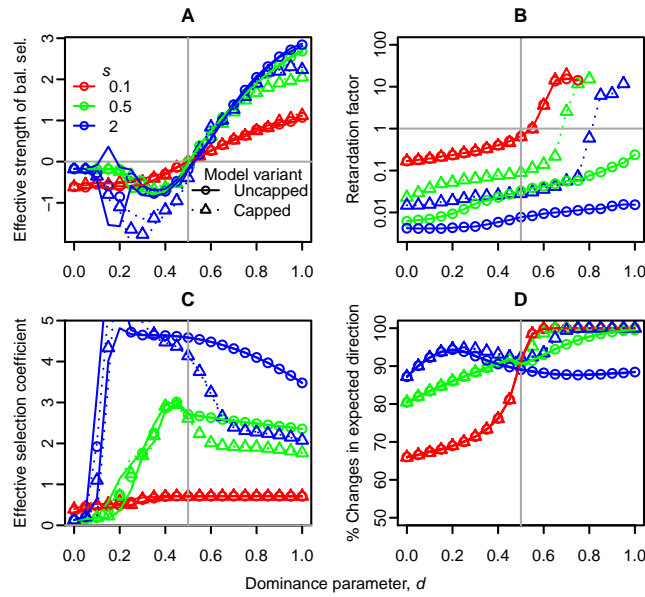 A
B
Effective strength of bal. sel.
3
2
1
0
−1
s
0.1
0.5
2
Model variant
Uncapped
Capped
0.0 0.2 0.4 0.6 0.8 1.0
Retardation factor
100
10
1
0.1
0.01
0.0 0.2 0.4 0.6 0.8 1.0
C
D
Effective selection coefficient
5
4
3
2
1
0
0.0 0.2 0.4 0.6 0.8 1.0
% Changes in expected direction
100
90
80
70
60
50
0.0 0.2 0.4 0.6 0.8 1.0
Dominance parameter, d